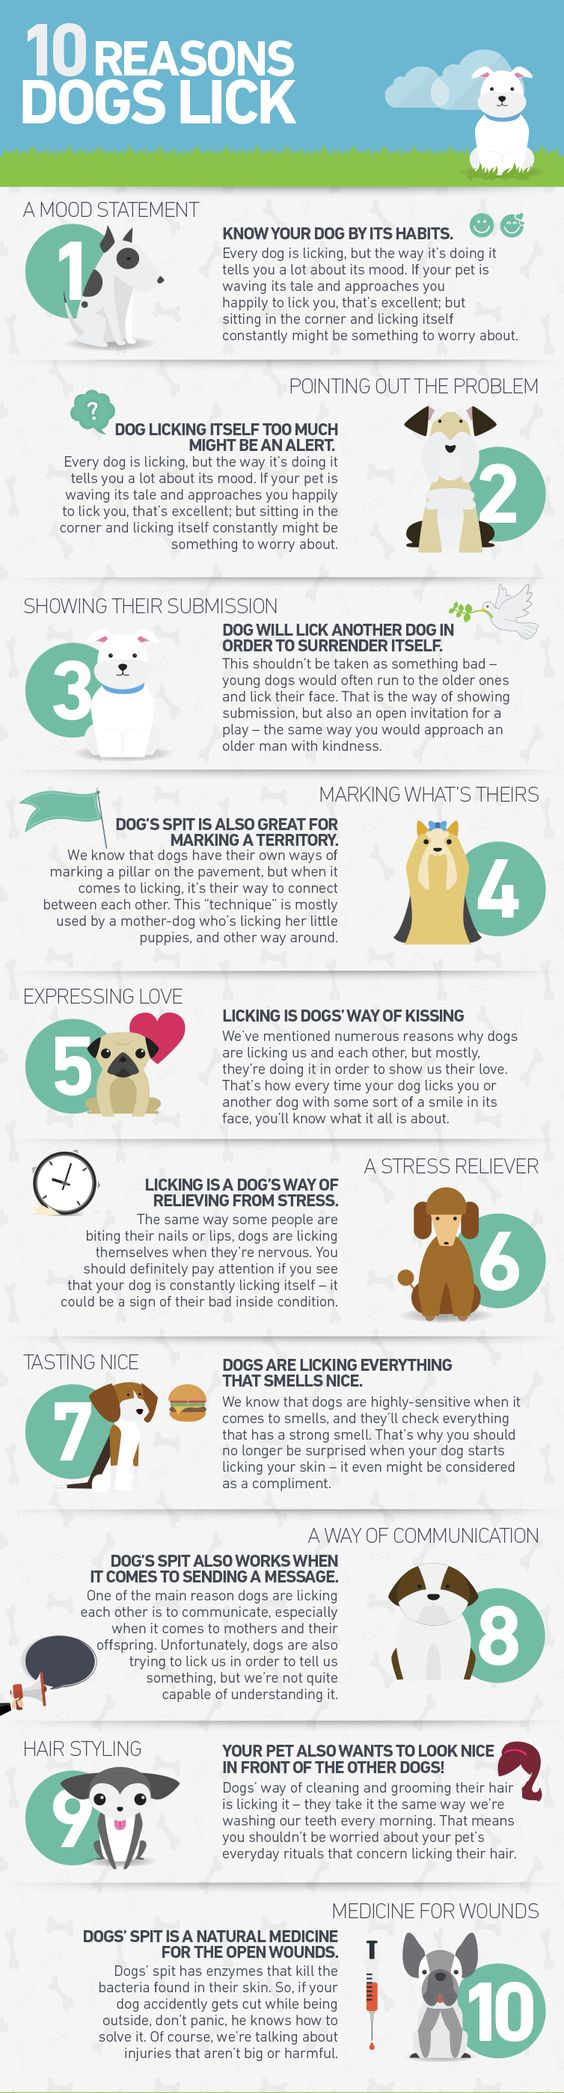 10 REASONS
DOGS LICK
A MOOD STATEMENT
1
KNOW YOUR DOG BY ITS HABITS.
Every dog is licking, but the way it's doing it
tells you a lot about its mood. If your pet is
waving its tale and approaches you
happily to lick you, that's excellent; but
sitting in the corner and licking itself
constantly might be something to worry about.
POINTING OUT THE PROBLEM
?
DOG LICKING ITSELF TOO MUCH
MIGHT BE AN ALERT.
Every dog is licking, but the way it's doing it
tells you a lot about its mood. If your pet is
waving its tale and approaches you happily
to lick you, that's excellent; but sitting in the
corner and licking itself constantly might be
something to worry about.
2
SHOWING THEIR SUBMISSION
3
DOG WILL LICK ANOTHER DOG IN
ORDER TO SURRENDER ITSELF.
This shouldn't be taken as something bad –
young dogs would often run to the older ones
and lick their face. That is the way of showing
submission, but also an open invitation for a
play – the same way you would approach an
older man with kindness.
MARKING WHAT'S THEIRS
DOG'S SPIT IS ALSO GREAT FOR
MARKING A TERRITORY.
We know that dogs have their own ways of
marking a pillar on the pavement, but when it
comes to licking, it's their way to connect
between each other. This "technique" is mostly
used by a mother-dog who's licking her little
puppies, and other way around.
4
EXPRESSING LOVE
5
LICKING IS DOGS' WAY OF KISSING
We've mentioned numerous reasons why dogs
are licking us and each other, but mostly,
they're doing it in order to show us their love.
That's how every time your dog licks you or
another dog with some sort of a smile in its
face, you'll know what it all is about.
A STRESS RELIEVER
LICKING IS A DOG'S WAY OF
RELIEVING FROM STRESS.
The same way some people are
biting their nails or lips, dogs are licking
themselves when they're nervous. You
should definitely pay attention if you see
that your dog is constantly licking itself – it
could be a sign of their bad inside condition.
6
TASTING NICE
7
DOGS ARE LICKING EVERYTHING
THAT SMELLS NICE.
We know that dogs are highly-sensitive when it
comes to smells, and they'll check everything
that has a strong smell. That's why you should
no longer be surprised when your dog starts
licking your skin – it even might be considered
as a compliment.
A WAY OF COMMUNICATION
DOG'S SPIT ALSO WORKS WHEN
IT COMES TO SENDING A MESSAGE.
One of the main reason dogs are licking
each other is to communicate, especially
when it comes to mothers and their
offspring. Unfortunately, dogs are also
trying to lick us in order to tell us
something, but we're not quite
capable of understanding it.
8
HAIR STYLING
9
YOUR PET ALSO WANTS TO LOOK NICE
IN FRONT OF THE OTHER DOGS!
Dogs' way of cleaning and grooming their hair
is licking it – they take it the same way we're
washing our teeth every morning. That means
you shouldn't be worried about your pet's
everyday rituals that concern licking their hair.
MEDICINE FOR WOUNDS
DOGS' SPIT IS A NATURAL MEDICINE
FOR THE OPEN WOUNDS.
Dogs' spit has enzymes that kill the
bacteria found in their skin. So, if your
dog accidently gets cut while being
outside, don't panic, he knows how to
solve it. Of course, we're talking about
injuries that aren't big or harmful.
10